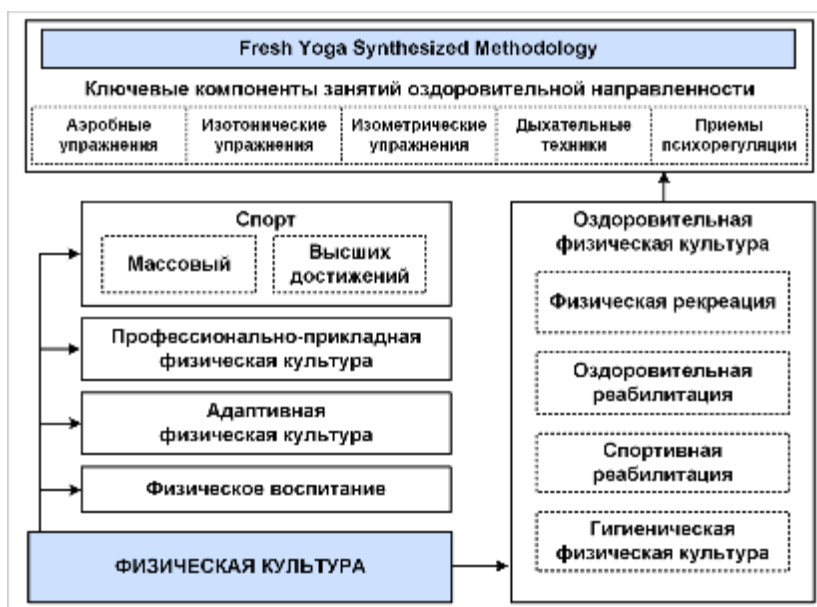 Fresh Yoga Synthesized Methodology
Ключевые компоненты занятий оздоровительной направленности
Аэробные
упражнения
Изотонические
упражнения
Изометрические
упражнения
Дыхательные
техники
Приемы
психорегуляции
Спорт
Массовый
Высших
достижений
Профессионально-прикладная
физическая культура
Адаптивная
физическая культура
Физическое воспитание
ФИЗИЧЕСКАЯ КУЛЬТУРА
Оздоровительная
физическая культура
Физическая рекреация
Оздоровительная
реабилитация
Спортивная
реабилитация
Гигиеническая
физическая культура